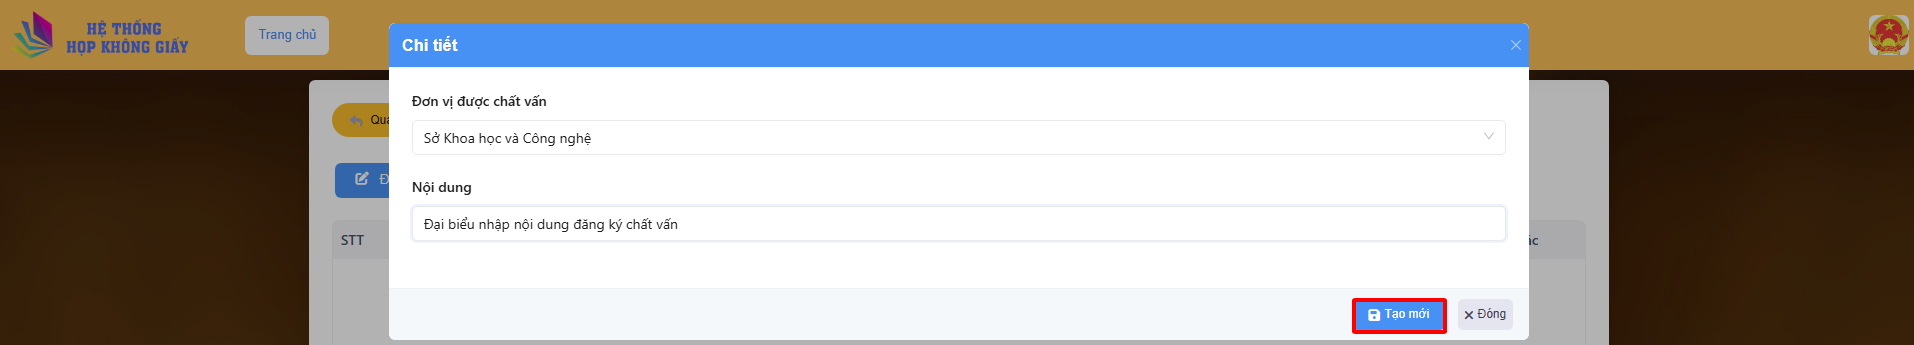 HỆ THỐNG
HỌP KHÔNG GIẤY
Trang chủ
Chi tiết
Đơn vị được chất vấn
Sở Khoa học và Công nghệ
Nội dung
Đại biểu nhập nội dung đăng ký chất vấn
STT
Tạo mới
Đóng